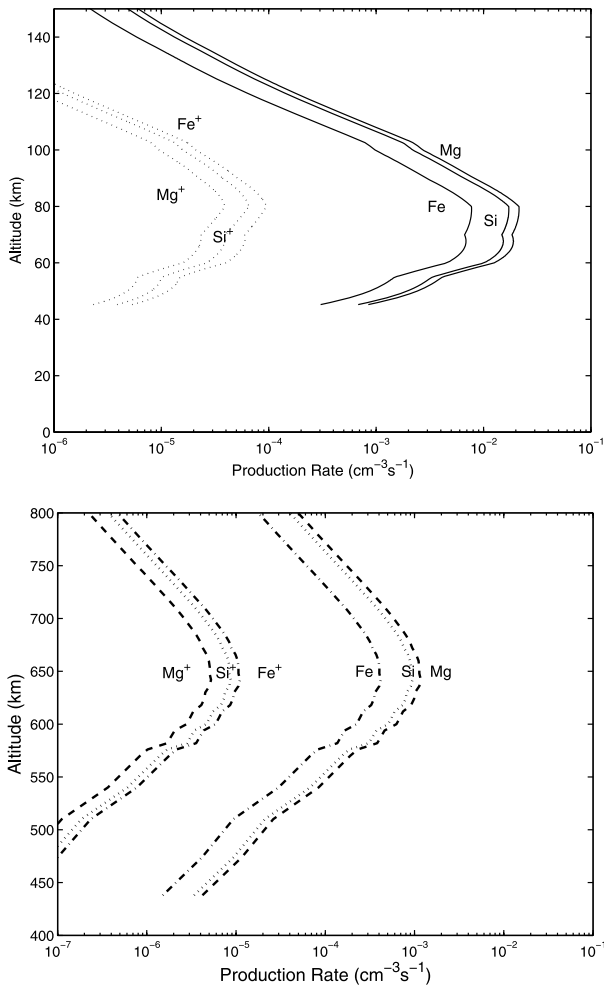 140
120
100
80
60
40
20
0
Altitude (km)
Fe⁺
Mg⁺
Si⁺
Mg
Fe
Si
10⁻⁶ 10⁻⁵ 10⁻⁴ 10⁻³ 10⁻² 10⁻¹
Production Rate (cm⁻³s⁻¹)
800
750
700
650
600
550
500
450
400
Altitude (km)
Mg⁺ Si⁺ Fe⁺ Fe Si Mg
10⁻⁷ 10⁻⁶ 10⁻⁵ 10⁻⁴ 10⁻³ 10⁻² 10⁻¹
Production Rate (cm⁻³s⁻¹)